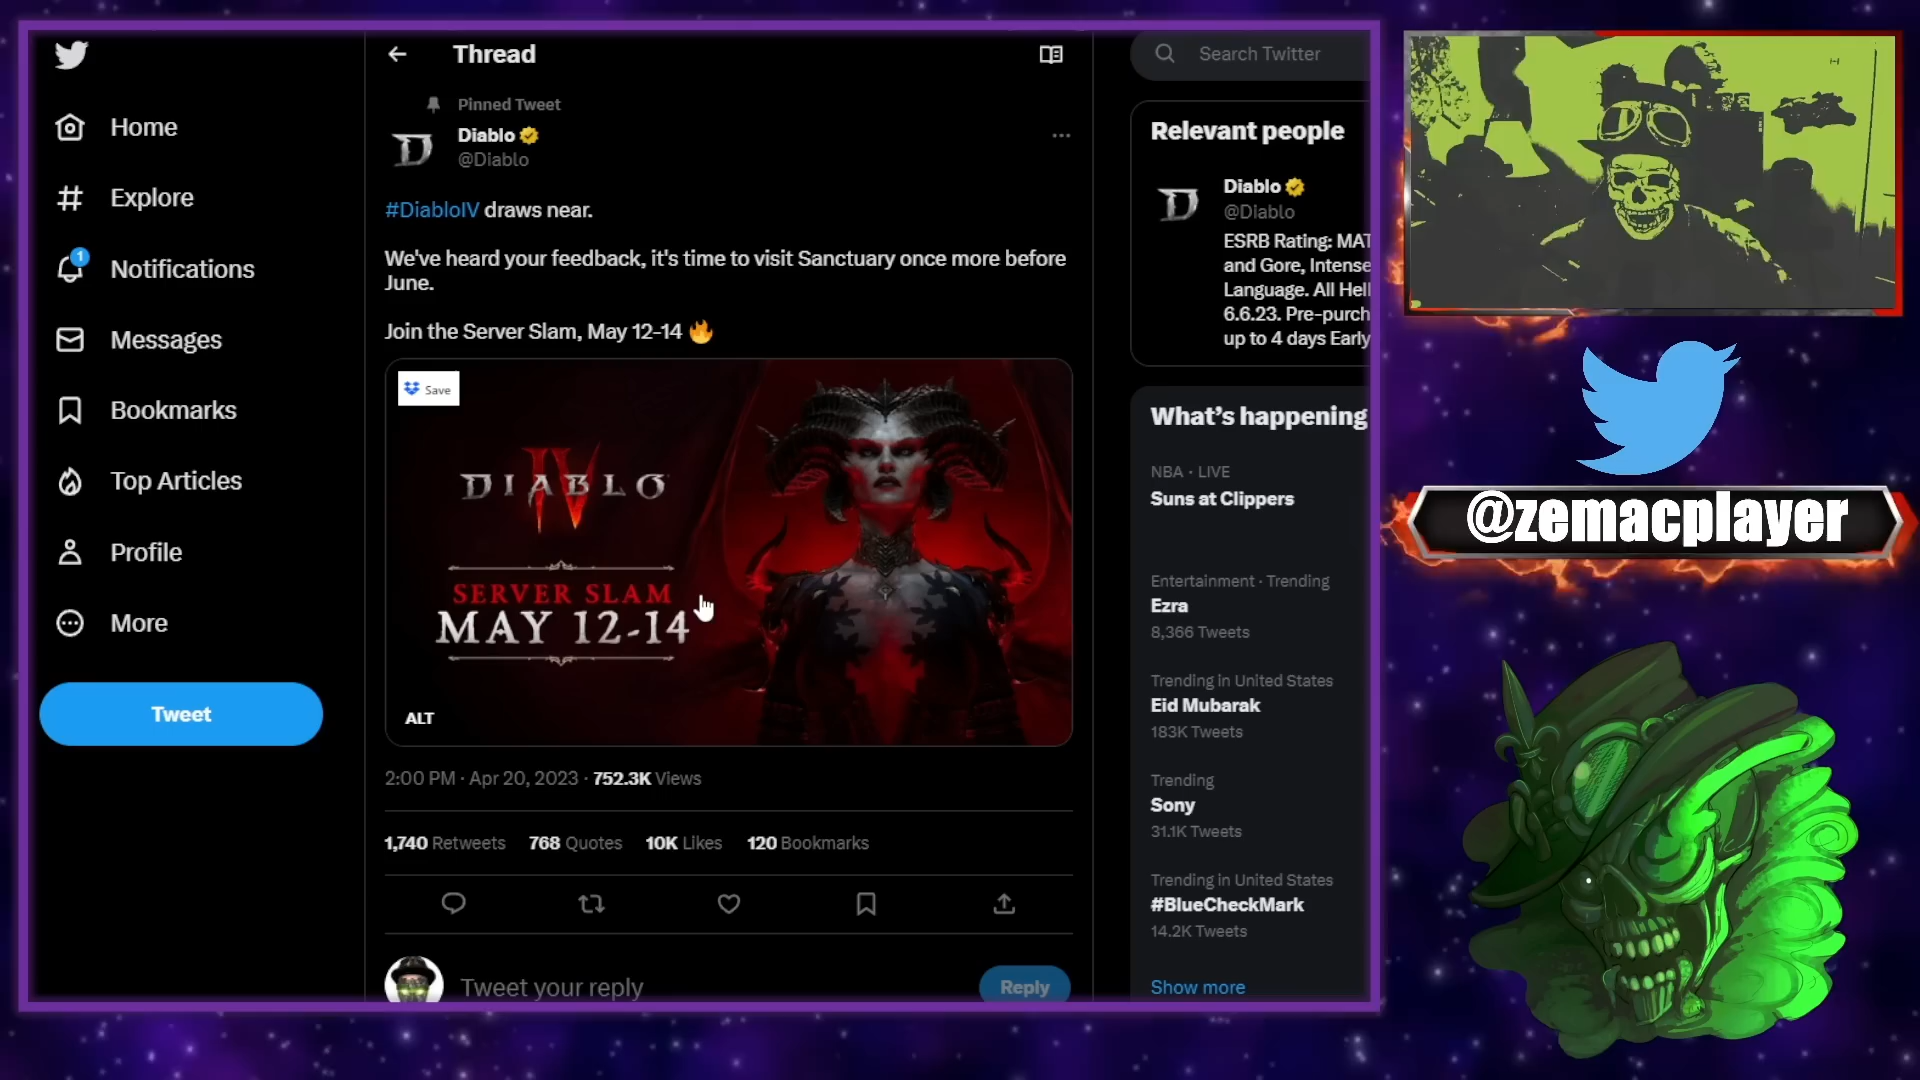 Home
Explore
1
Notifications
Messages
Bookmarks
Top Articles
Profile
More
Tweet
Thread
Pinned Tweet
Diablo
@Diablo
#DiabloIV draws near.
We've heard your feedback, it's time to visit Sanctuary once more before
June.
Join the Server Slam, May 12-14 🔥
Save
DIABLO
IV
SERVER SLAM
MAY 12-14
ALT
2:00 PM · Apr 20, 2023 · 752.3K Views
1,740 Retweets 768 Quotes 10K Likes 120 Bookmarks
Tweet your reply
Reply
Search Twitter
Relevant people
Diablo
@Diablo
ESRB Rating: MAT
and Gore, Intense
Language. All Hel
6.6.23. Pre-purch
up to 4 days Early
What's happening
NBA · LIVE
Suns at Clippers
Entertainment · Trending
Ezra
8,366 Tweets
Trending in United States
Eid Mubarak
183K Tweets
Trending
Sony
31.1K Tweets
Trending in United States
#BlueCheckMark
14.2K Tweets
Show more
@zemacplayer